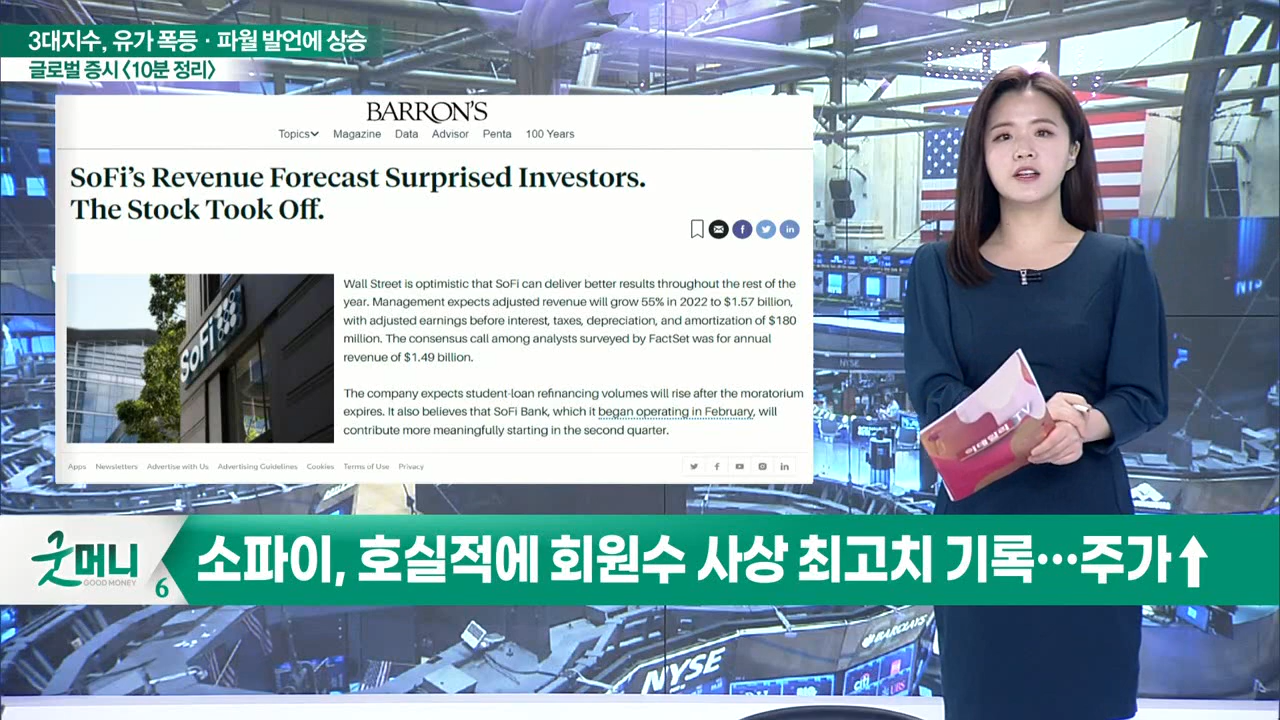 3대지수, 유가 폭등·파월 발언에 상승
글로벌 증시 <10분 정리>
BARRON'S
Topics Magazine Data Advisor Penta 100 Years
SoFi's Revenue Forecast Surprised Investors.
The Stock Took Off.
SoFi
Wall Street is optimistic that SoFi can deliver better results throughout the rest of the
year. Management expects adjusted revenue will grow 55% in 2022 to $1.57 billion,
with adjusted earnings before interest, taxes, depreciation, and amortization of $180
million. The consensus call among analysts surveyed by FactSet was for annual
revenue of $1.49 billion.
The company expects student-loan refinancing volumes will rise after the moratorium
expires. It also believes that SoFi Bank, which it began operating in February, will
contribute more meaningfully starting in the second quarter.
Apps Newsletters Advertise with Us Advertising Guidelines Cookies Terms of Use Privacy
이데일리 TV
굿머니
GOOD MONEY
6
소파이, 호실적에 회원수 사상 최고치 기록…주가↑
NYSE
BARCLAYS
citi
UBS